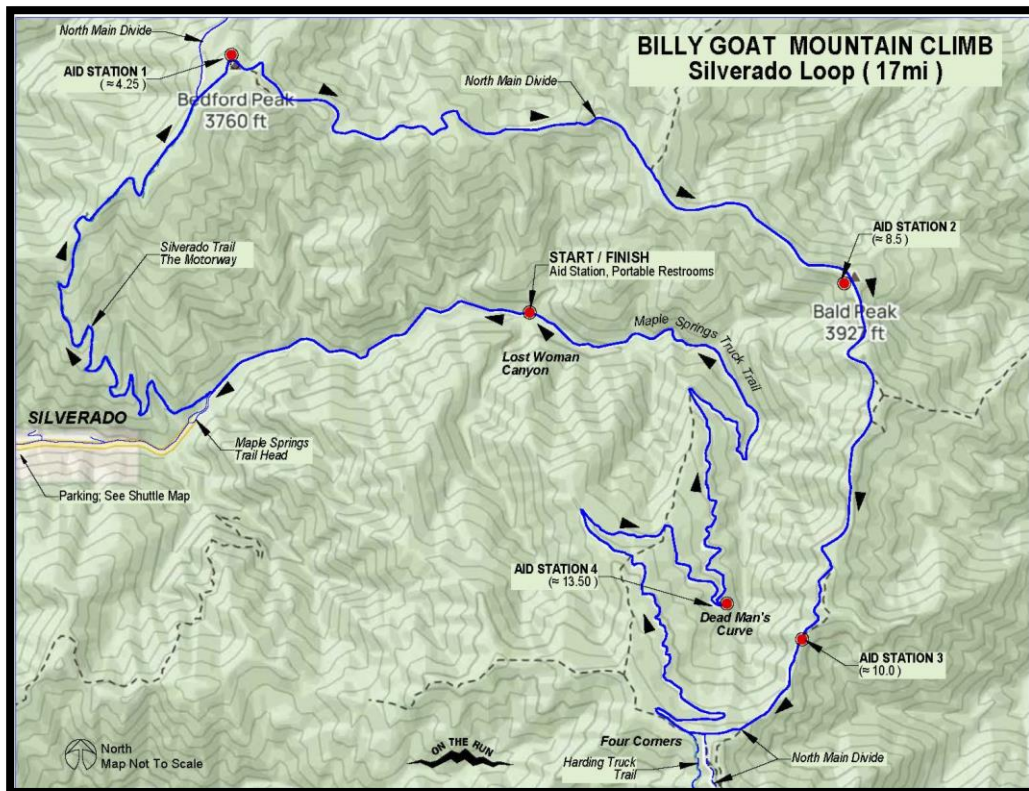 BILLY GOAT MOUNTAIN CLIMB
Silverado Loop ( 17mi )
North Main Divide
AID STATION 1
( ≈ 4.25 )
Bedford Peak
3760 ft
North Main Divide
AID STATION 2
( ≈ 8.5 )
Silverado Trail
The Motorway
START / FINISH
Aid Station, Portable Restrooms
Bald Peak
3927 ft
Maple Springs Truck Trail
Lost Woman
Canyon
SILVERADO
Maple Springs
Trail Head
Parking; See Shuttle Map
AID STATION 4
( ≈ 13.50 )
Dead Man's
Curve
AID STATION 3
( ≈ 10.0 )
Four Corners
North Main Divide
Harding Truck
Trail
ON THE RUN
North
Map Not To Scale